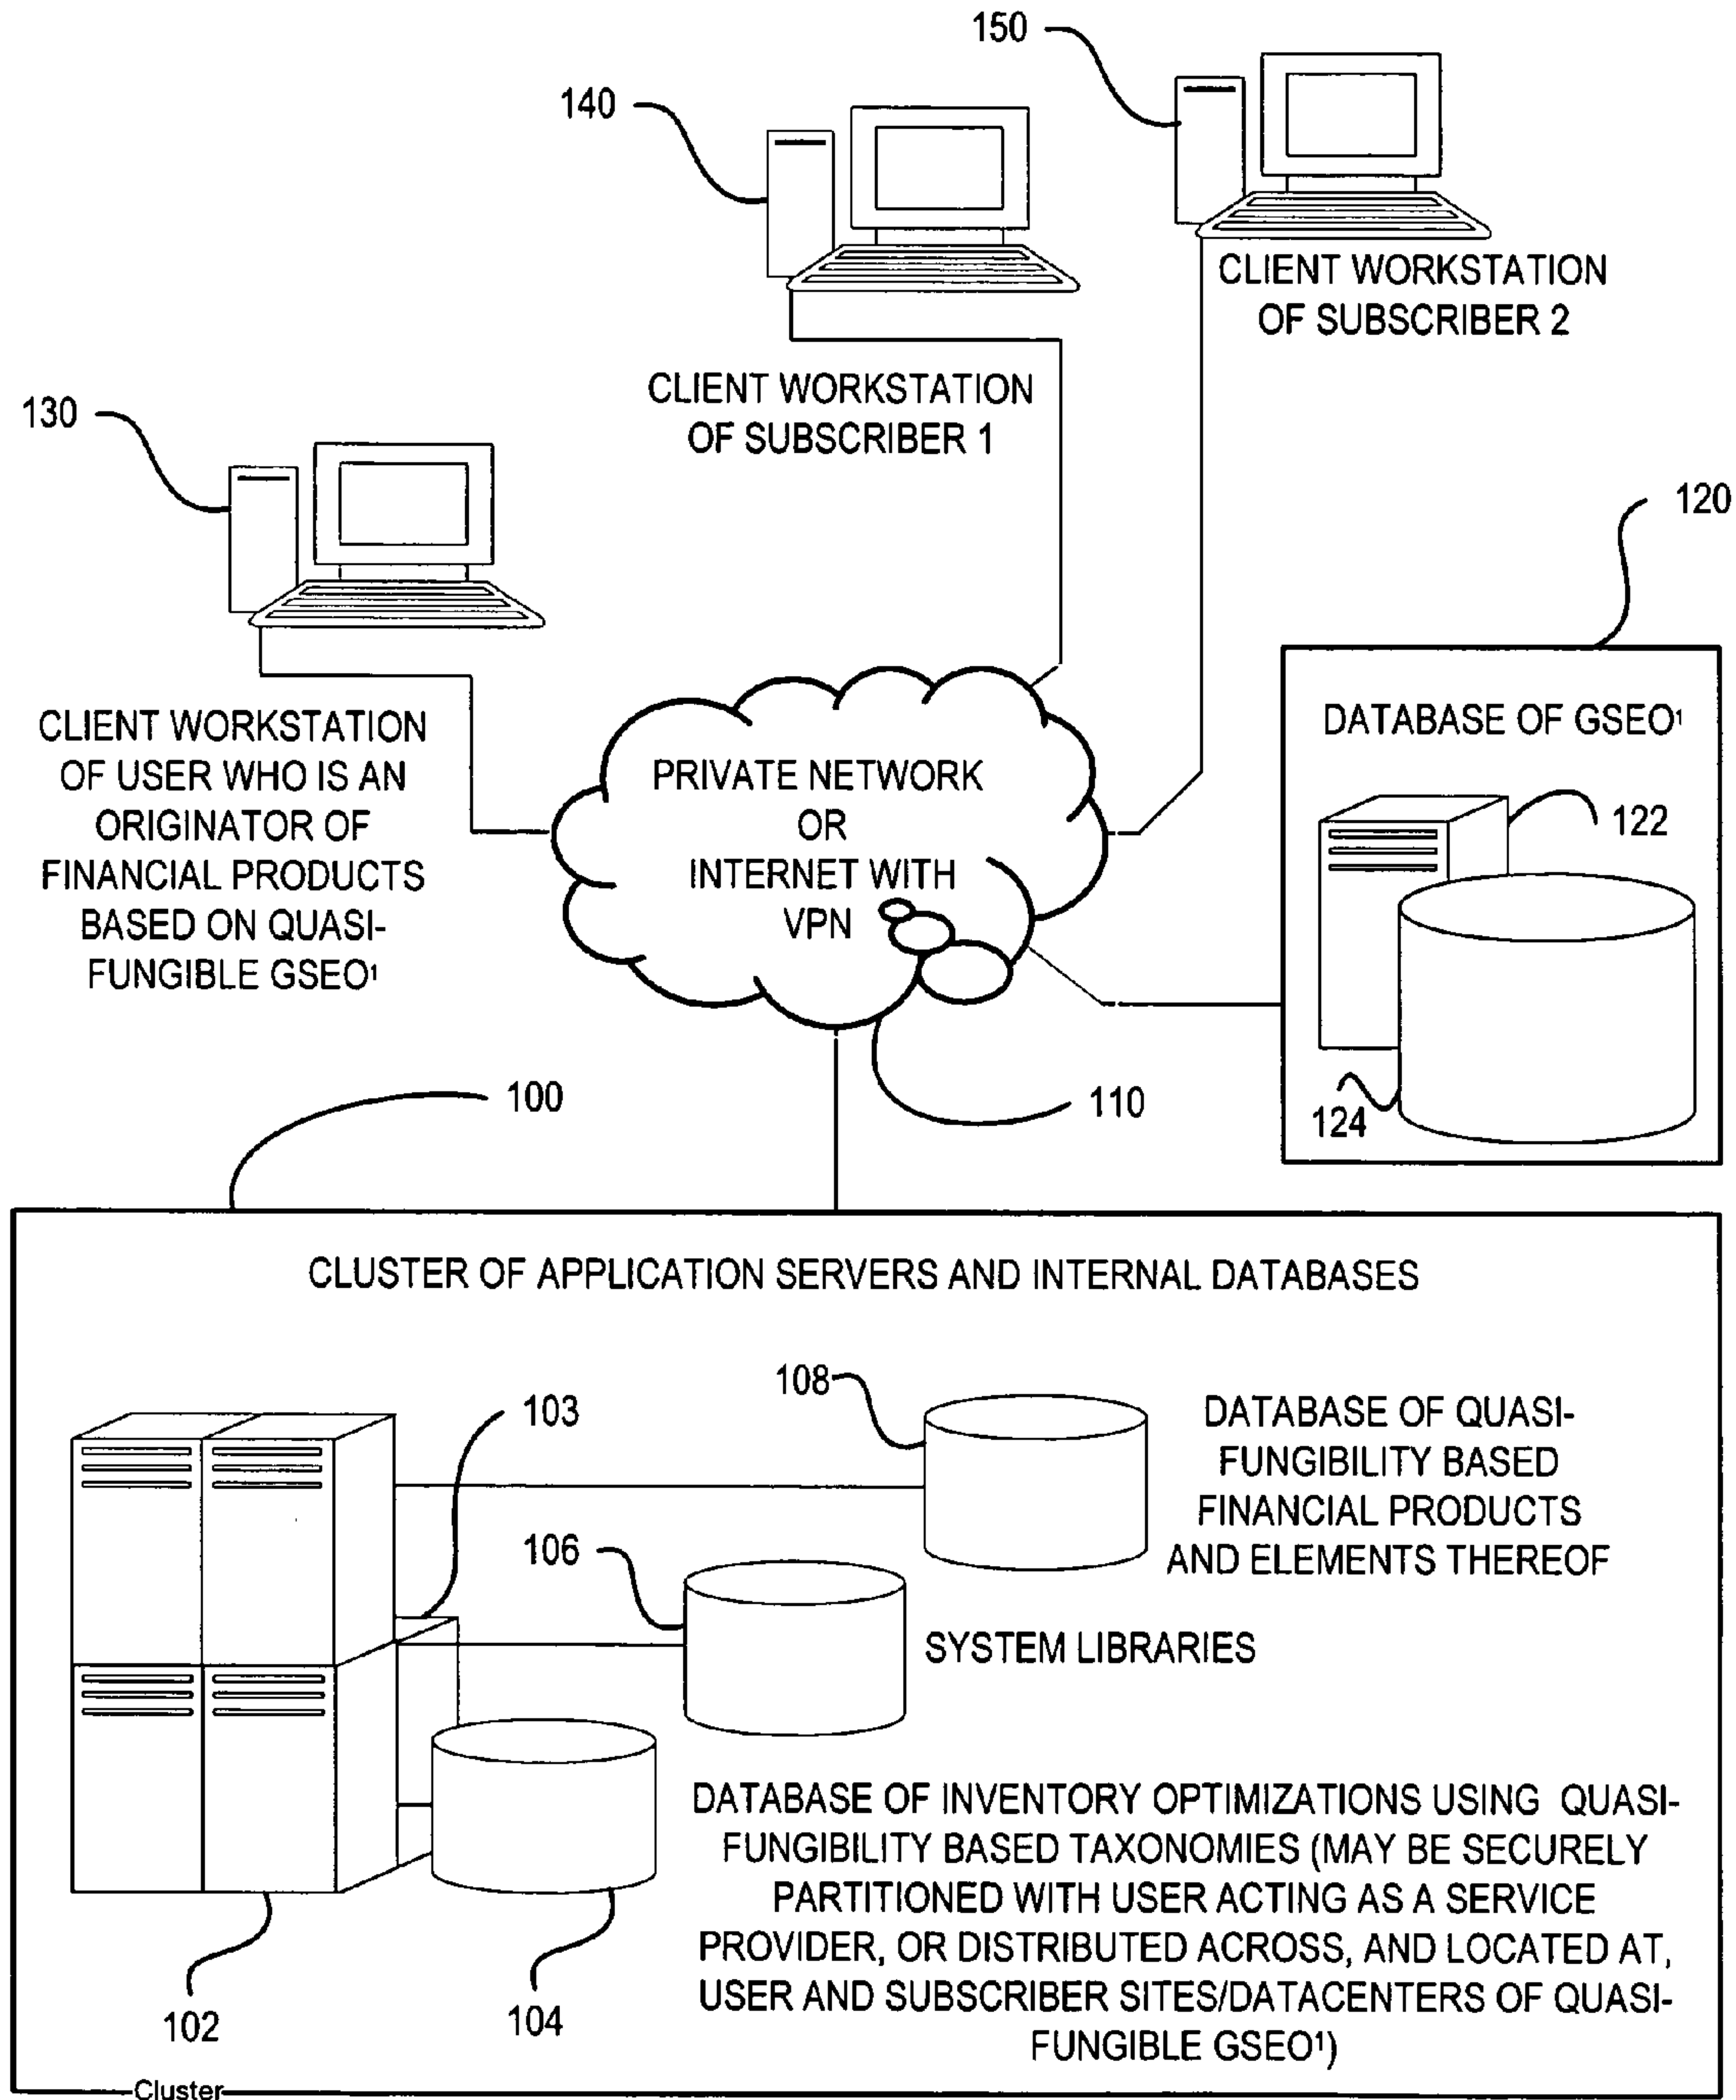 150
140
CLIENT WORKSTATION
OF SUBSCRIBER 2
CLIENT WORKSTATION
OF SUBSCRIBER 1
130
120
CLIENT WORKSTATION
OF USER WHO IS AN
ORIGINATOR OF
FINANCIAL PRODUCTS
BASED ON QUASI-
FUNGIBLE GSEO¹
PRIVATE NETWORK
OR
INTERNET WITH
VPN
DATABASE OF GSEO¹
122
124
110
100
CLUSTER OF APPLICATION SERVERS AND INTERNAL DATABASES
108
103
DATABASE OF QUASI-
FUNGIBILITY BASED
FINANCIAL PRODUCTS
AND ELEMENTS THEREOF
106
SYSTEM LIBRARIES
DATABASE OF INVENTORY OPTIMIZATIONS USING QUASI-
FUNGIBILITY BASED TAXONOMIES (MAY BE SECURELY
PARTITIONED WITH USER ACTING AS A SERVICE
PROVIDER, OR DISTRIBUTED ACROSS, AND LOCATED AT,
USER AND SUBSCRIBER SITES/DATACENTERS OF QUASI-
FUNGIBLE GSEO¹)
102
104
Cluster